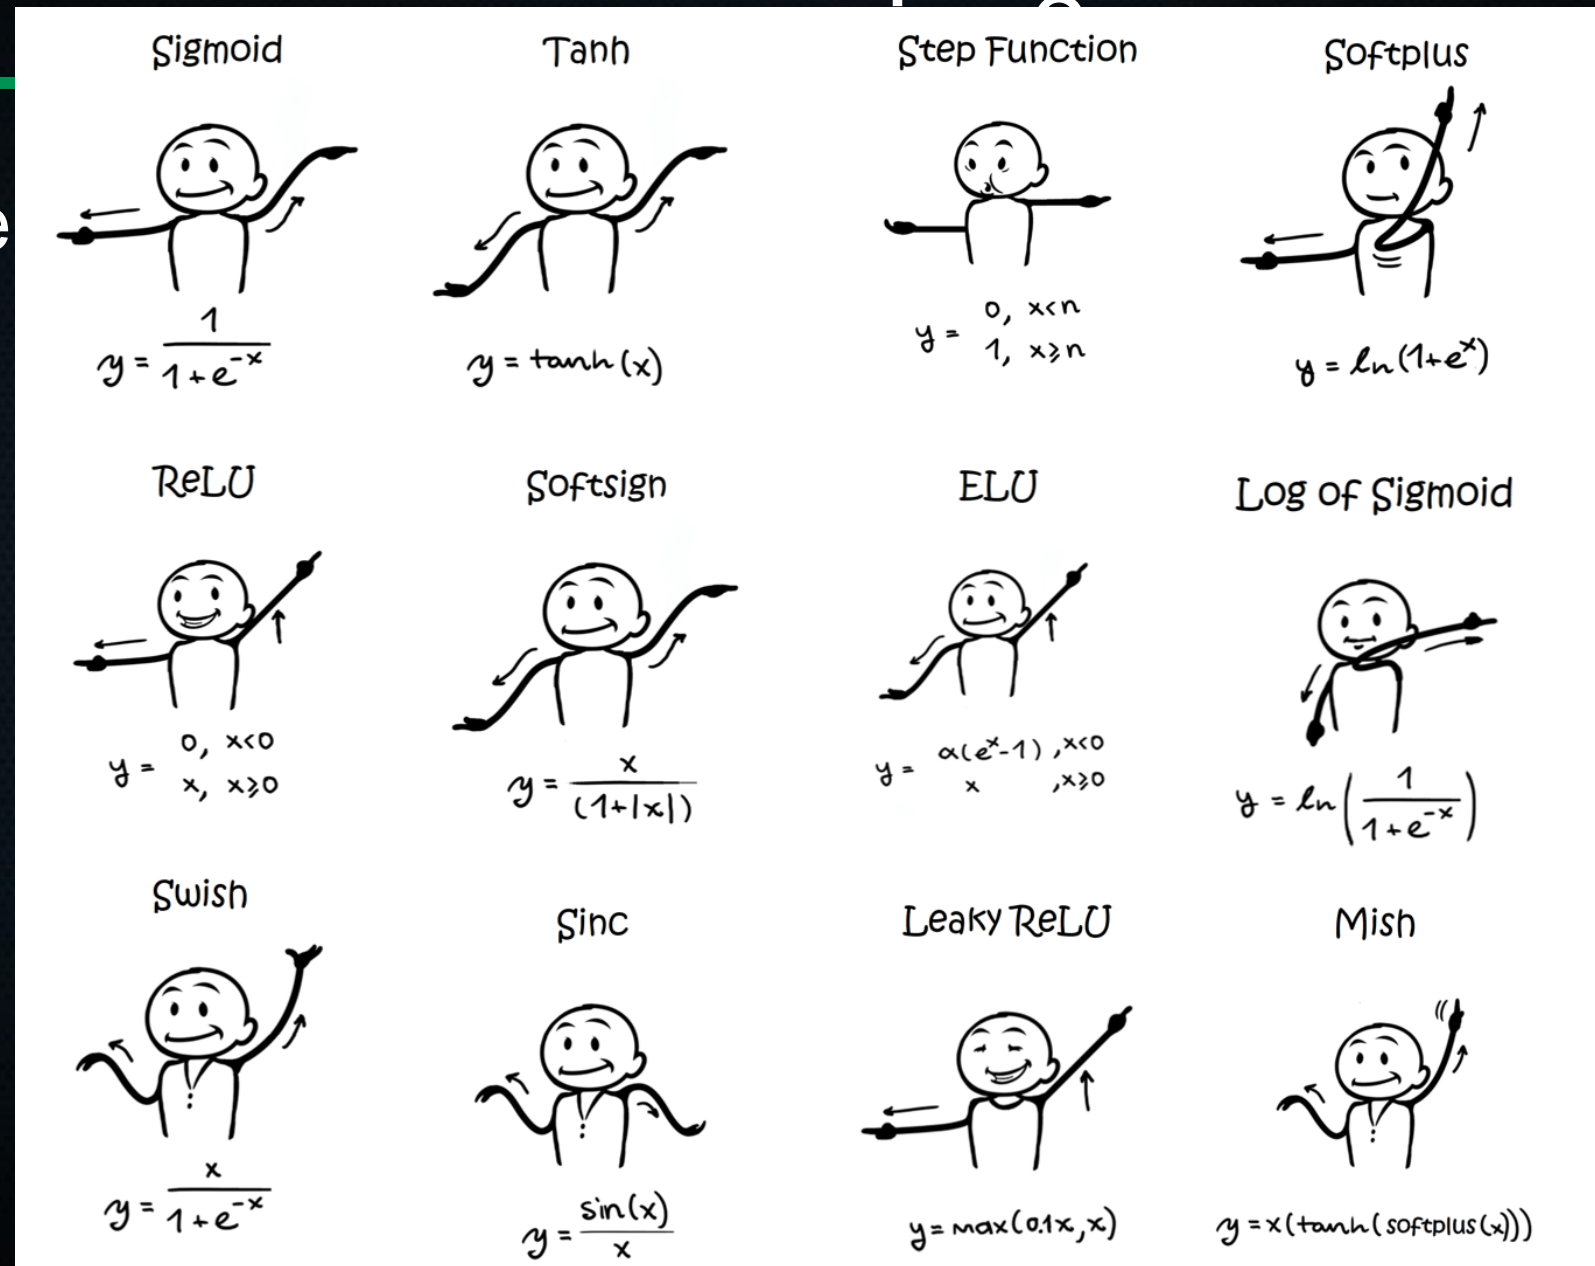 Sigmoid
y = 1 / (1 + e^-x)
Tanh
y = tanh (x)
Step Function
y = 0, x<n
1, x≥n
Softplus
y = ln (1+e^x)
ReLU
y = 0, x<0
x, x≥0
Softsign
y = x / (1+|x|)
ELU
y = α(e^x-1) ,x<0
x ,x≥0
Log of Sigmoid
y = ln ( 1 / (1 + e^-x) )
Swish
y = x / (1 + e^-x)
Sinc
y = sin(x) / x
Leaky ReLU
y = max(0.1x, x)
Mish
y = x(tanh( softplus(x)))
e